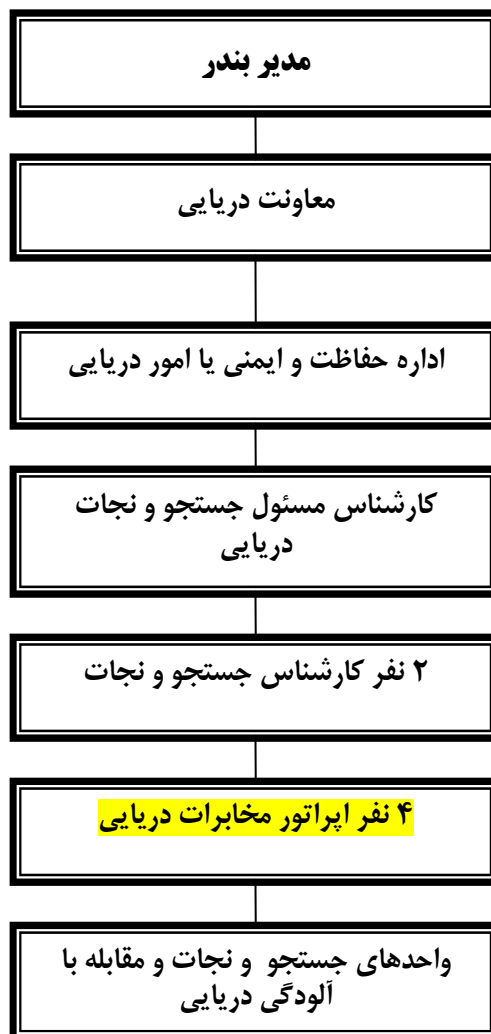 مدیر بندر
معاونت دریایی
اداره حفاظت و ایمنی یا امور دریایی
کارشناس مسئول جستجو و نجات
دریایی
۲ نفر کارشناس جستجو و نجات
۴ نفر اپراتور مخابرات دریایی
واحدهای جستجو و نجات و مقابله با
آلودگی دریایی